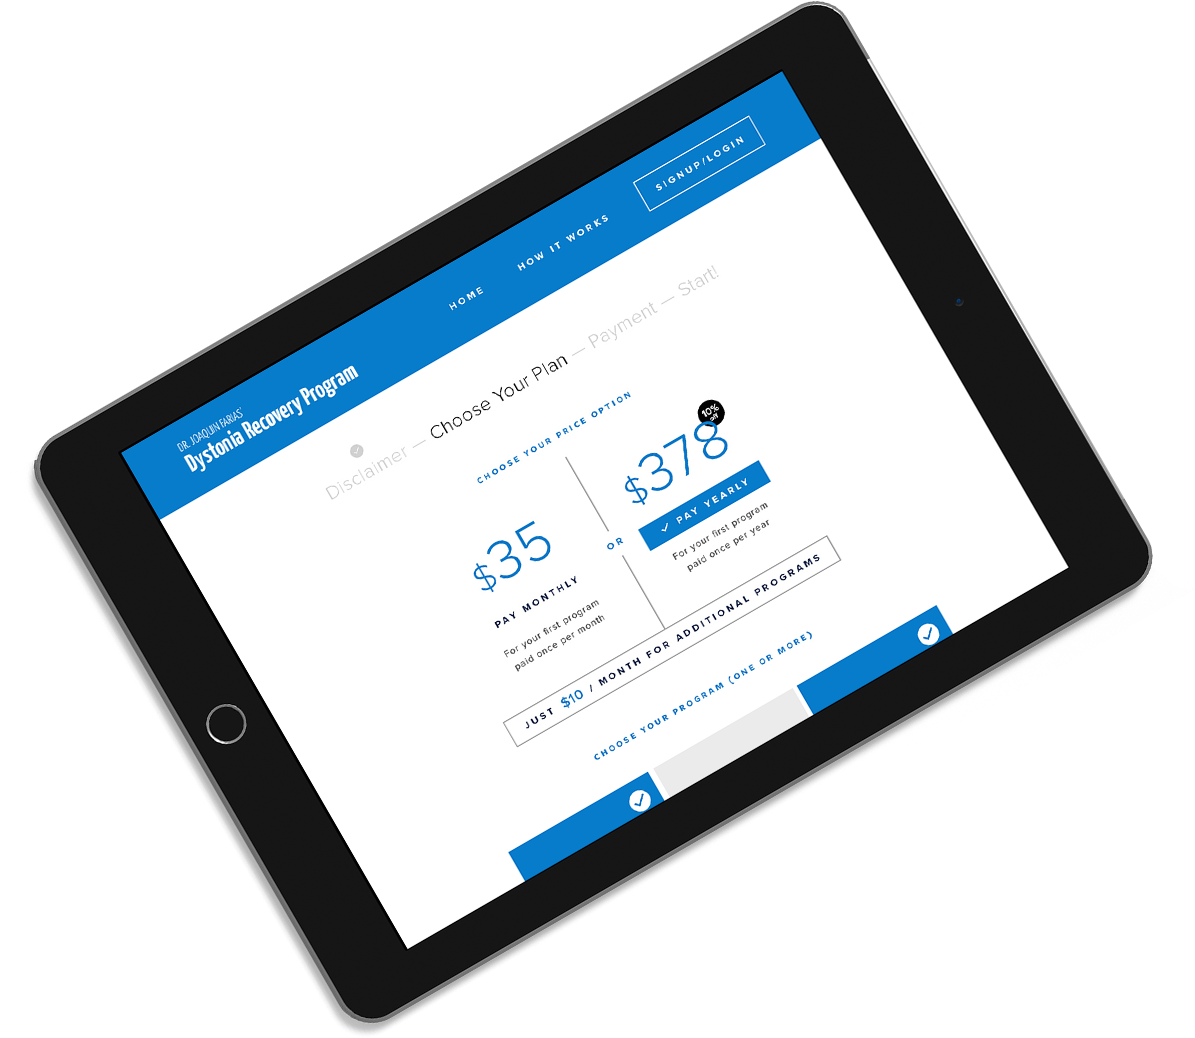 DR. JOAQUIN FARIAS'
Dystonia Recovery Program
HOME
HOW IT WORKS
SIGNUP/LOGIN
Disclaimer — Choose Your Plan — Payment — Start!
CHOOSE YOUR PRICE OPTION
$35
PAY MONTHLY
For your first program
paid once per month
OR
10%
off
$378
PAY YEARLY
For your first program
paid once per year
JUST $10 / MONTH FOR ADDITIONAL PROGRAMS
CHOOSE YOUR PROGRAM (ONE OR MORE)